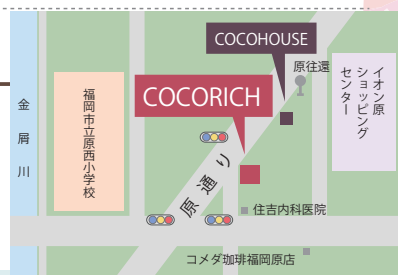 COCOHOUSE
原往還
イオン原
ショッピング
センター
COCORICH
金屑川
福岡市立原西小学校
原通り
住吉内科医院
コメダ珈琲福岡原店